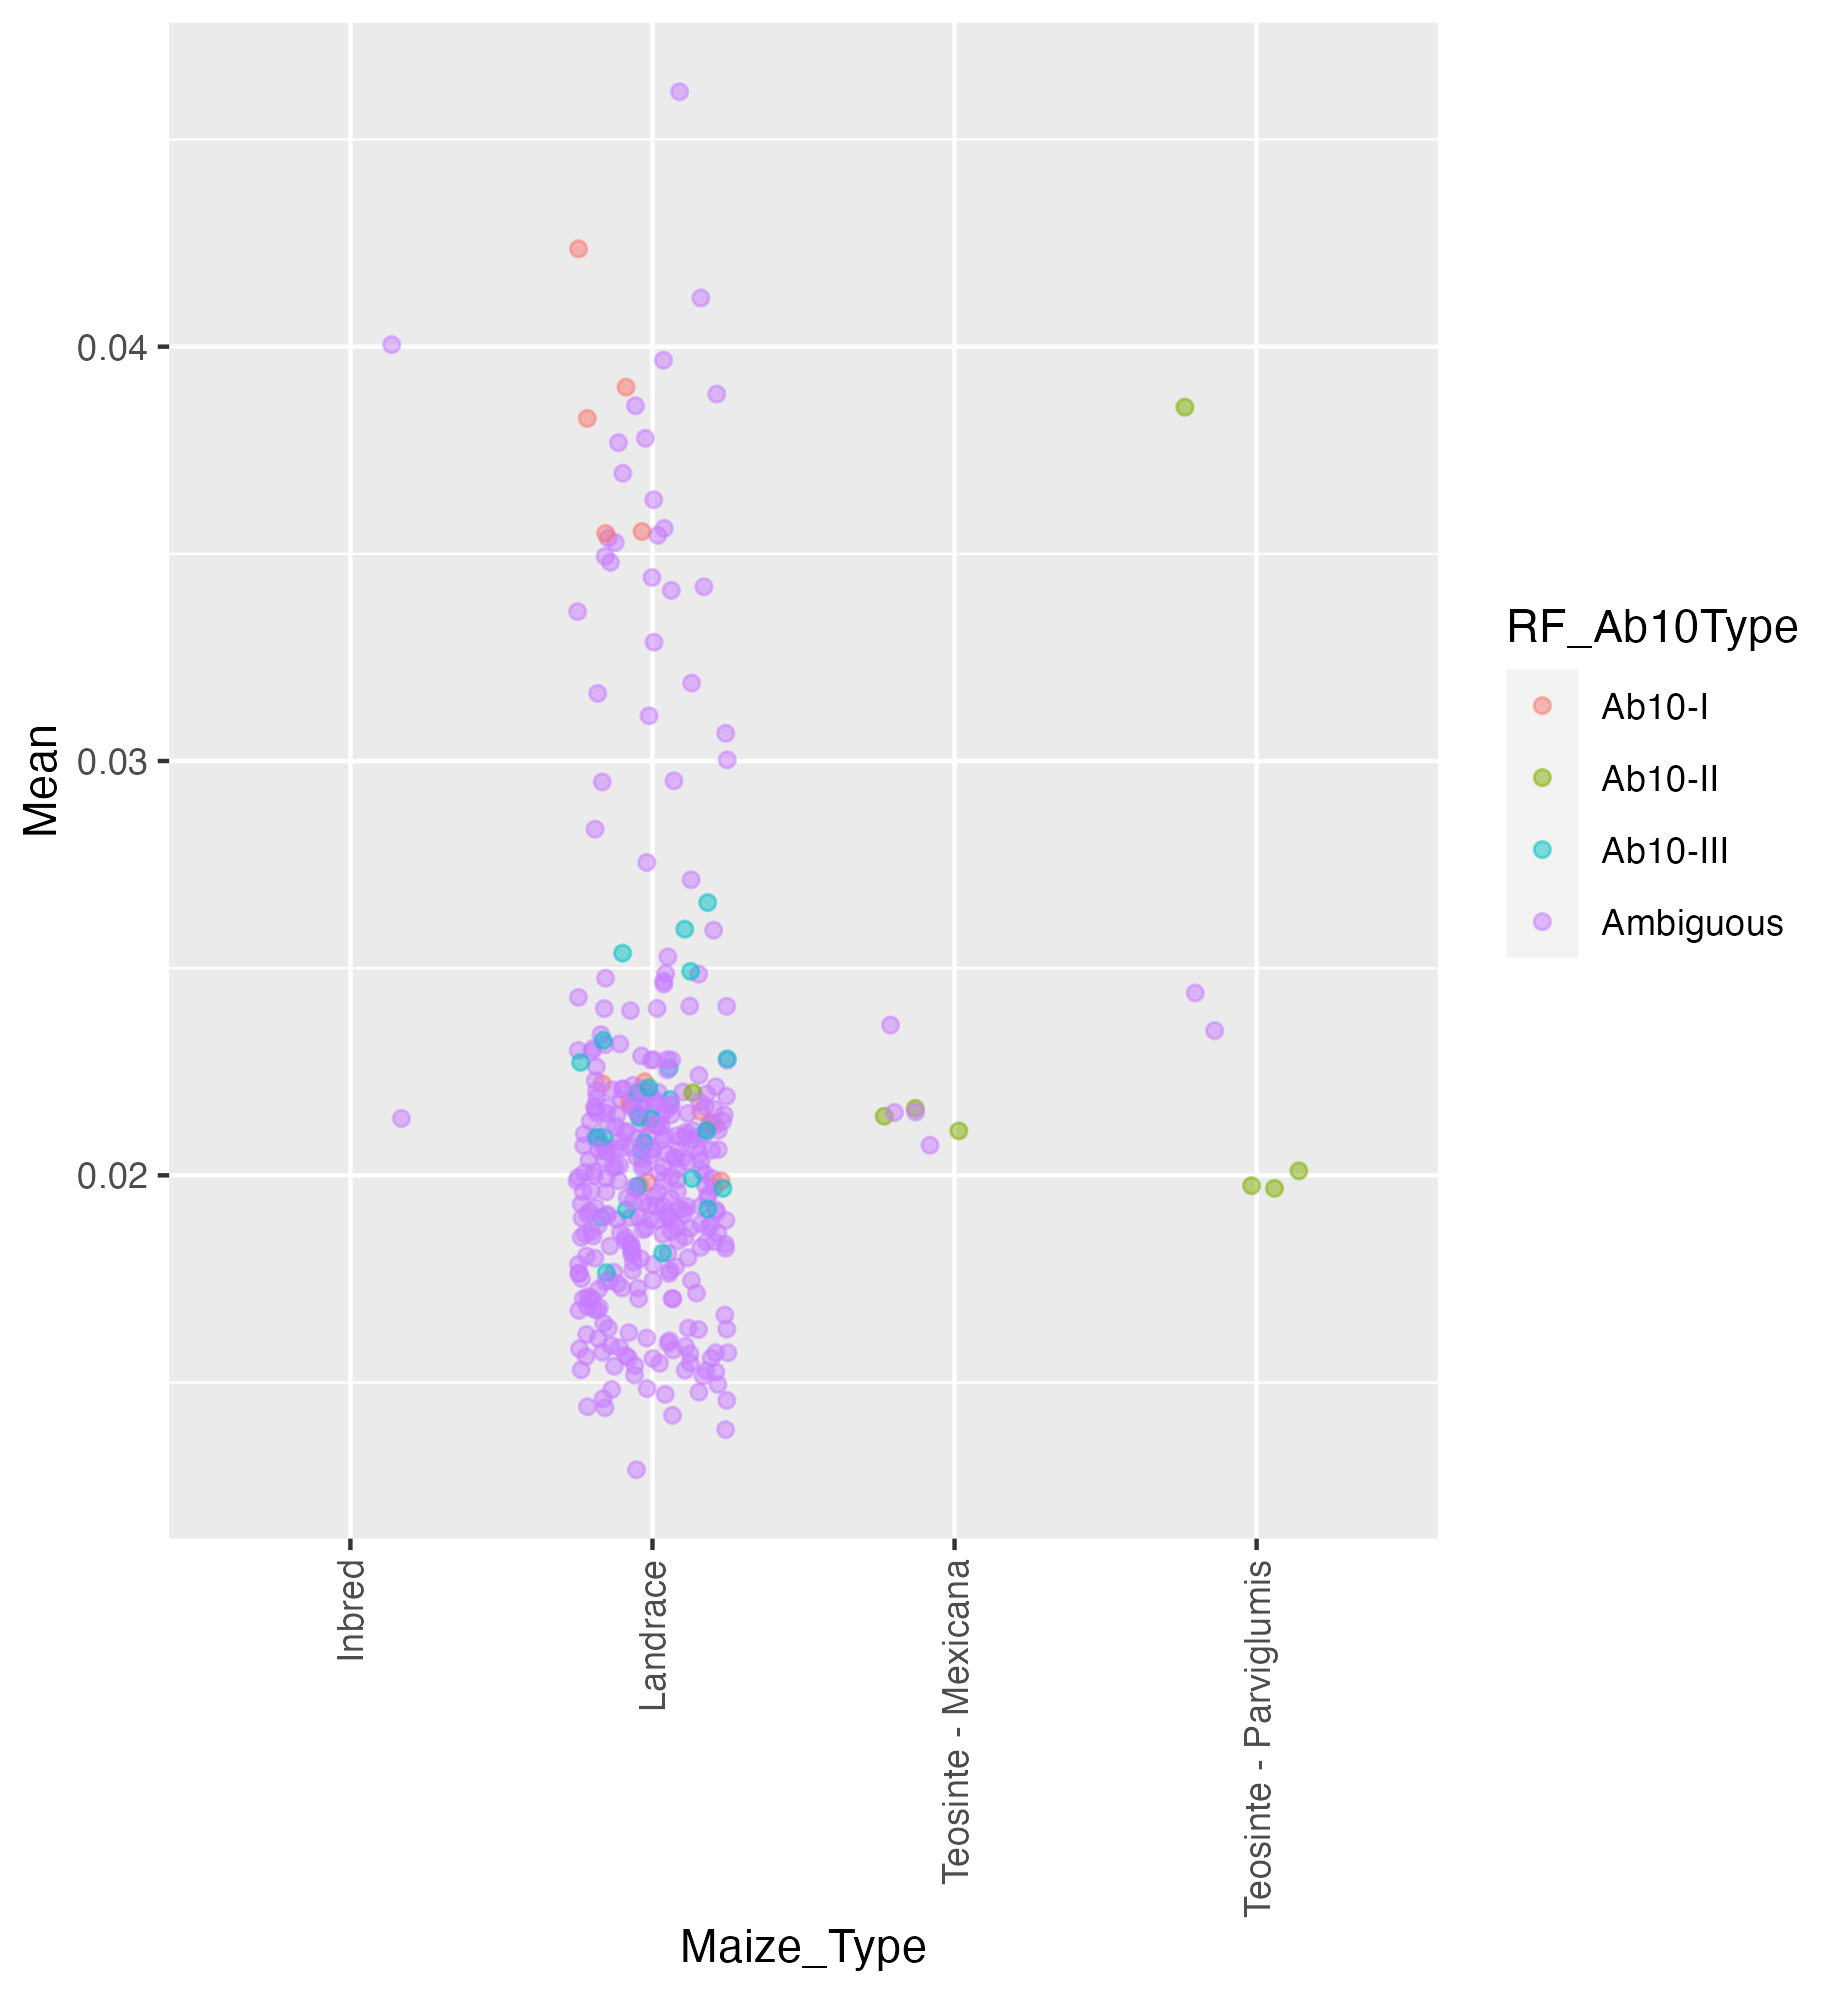 0.04
0.03
0.02
Mean
Inbred
Landrace
Teosinte - Mexicana
Teosinte - Parviglumis
Maize_Type
RF_Ab10Type
Ab10-I
Ab10-II
Ab10-III
Ambiguous